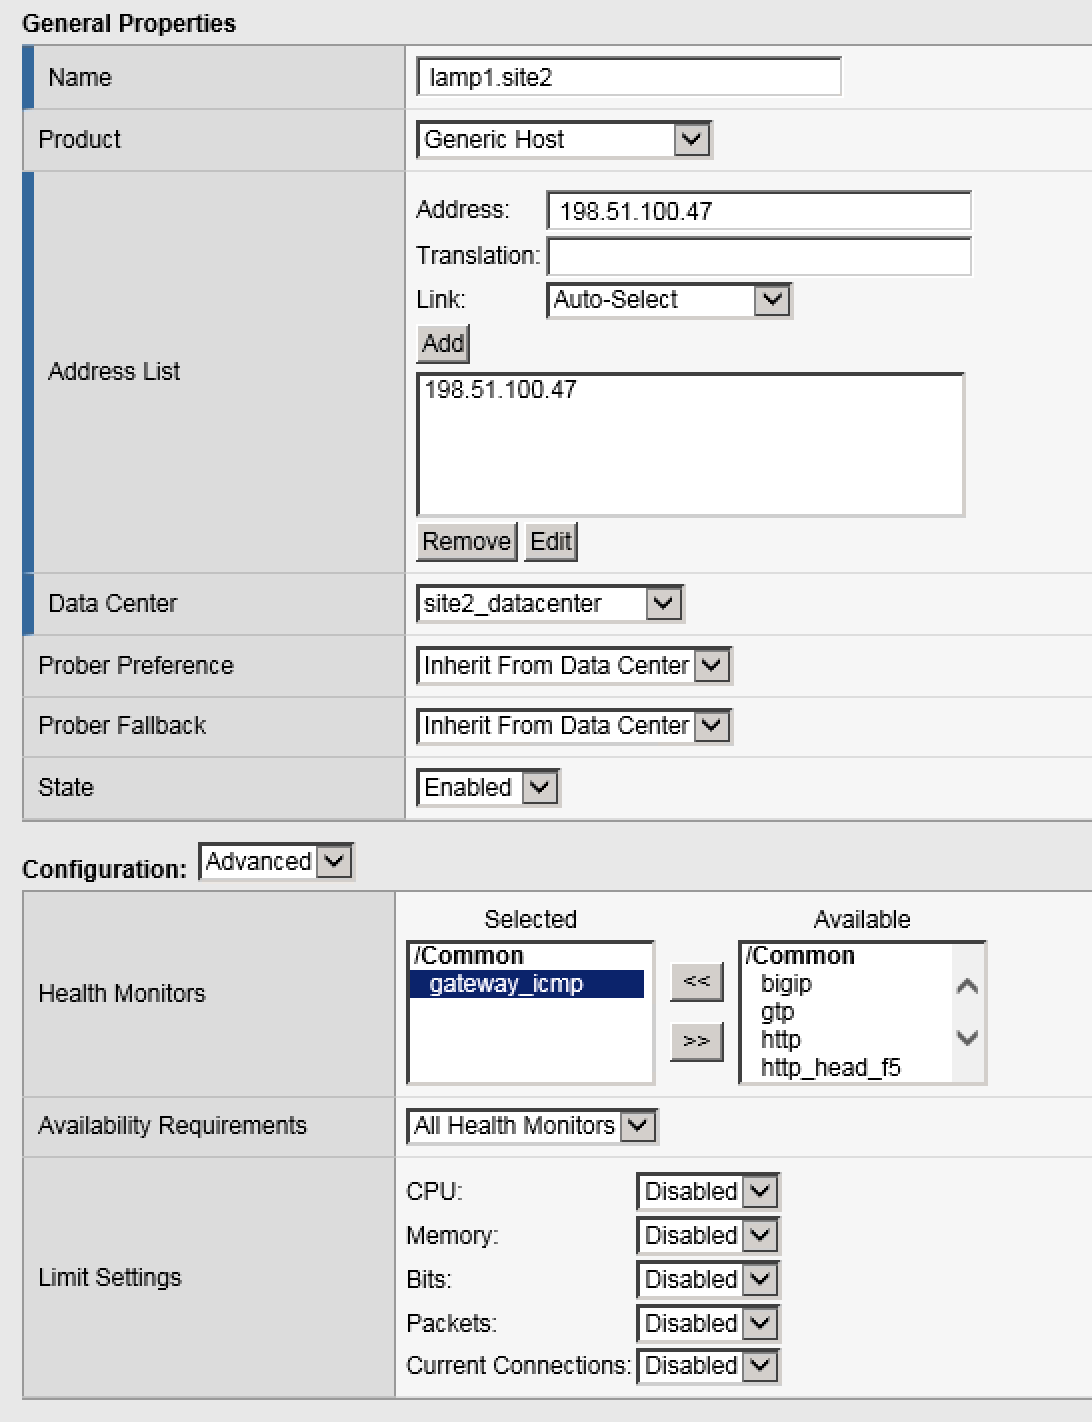 General Properties
Name lamp1.site2
Product Generic Host
Address List
Address: 198.51.100.47
Translation:
Link: Auto-Select
Add
198.51.100.47
Remove Edit
Data Center site2_datacenter
Prober Preference Inherit From Data Center
Prober Fallback Inherit From Data Center
State Enabled
Configuration: Advanced
Health Monitors
Selected Available
/Common /Common
gateway_icmp << bigip
gtp
>> http
http_head_f5
Availability Requirements All Health Monitors
Limit Settings
CPU: Disabled
Memory: Disabled
Bits: Disabled
Packets: Disabled
Current Connections: Disabled